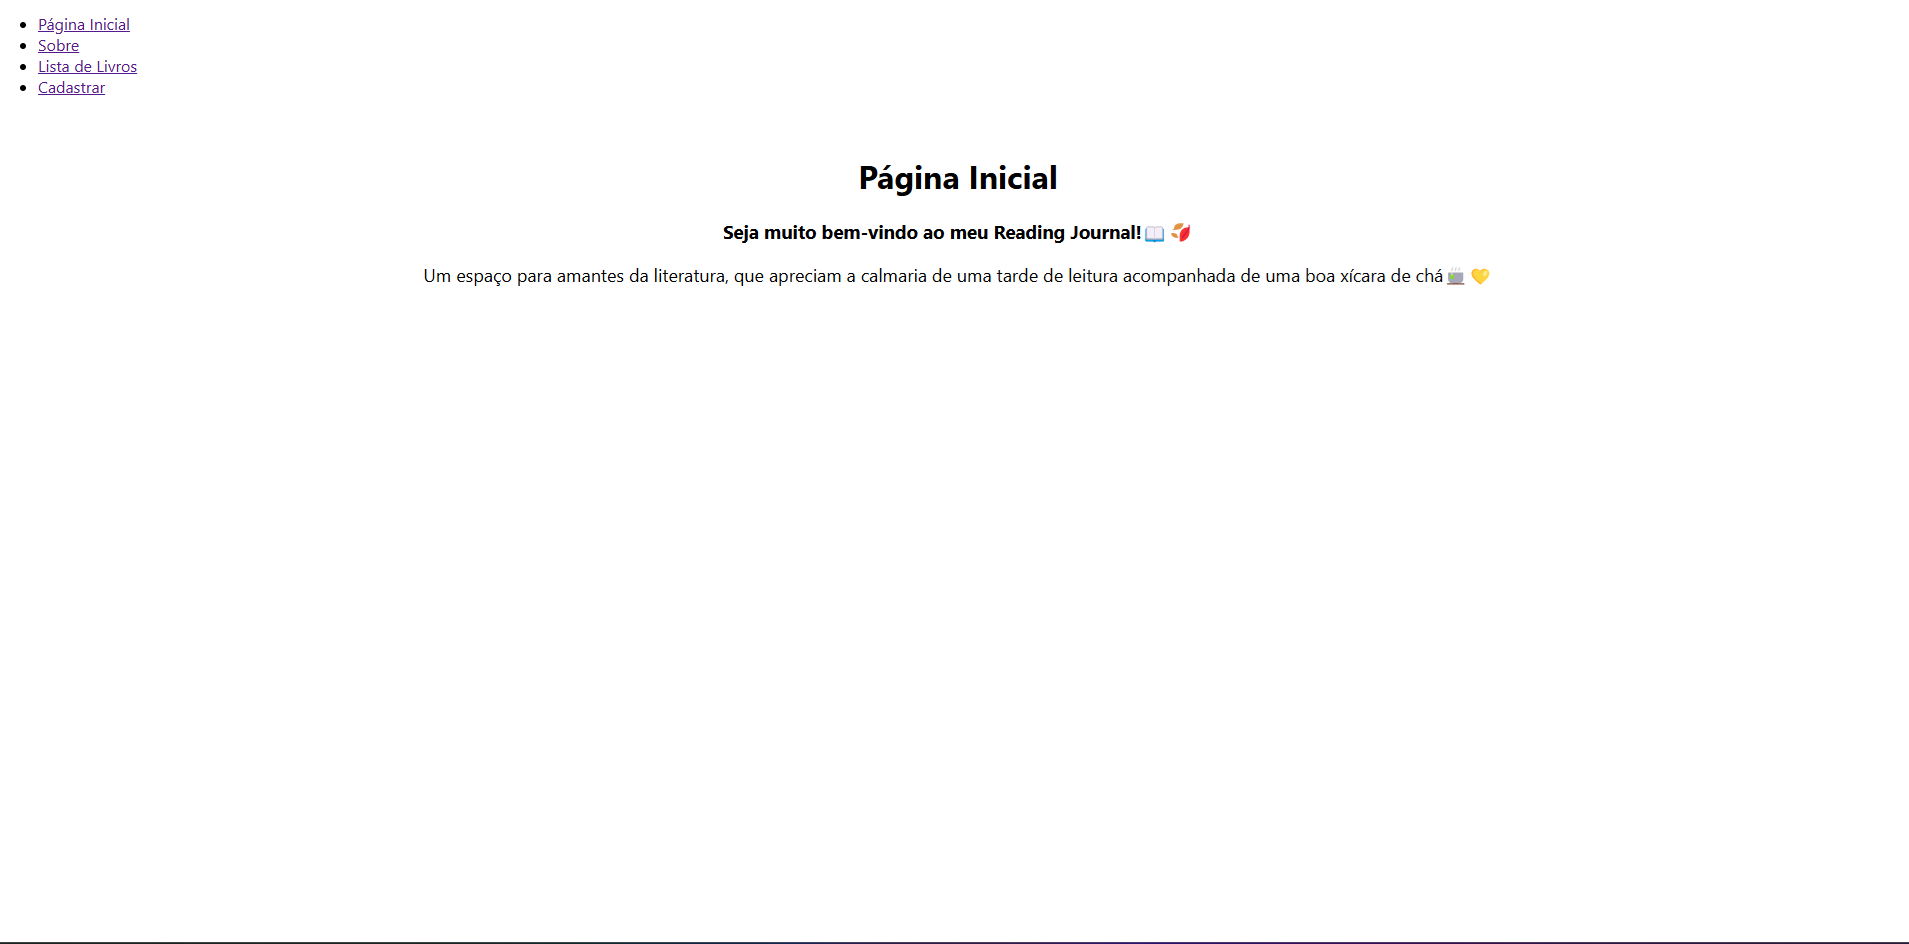 Página Inicial
Sobre
Lista de Livros
Cadastrar
Página Inicial
Seja muito bem-vindo ao meu Reading Journal!📖 🍂
Um espaço para amantes da literatura, que apreciam a calmaria de uma tarde de leitura acompanhada de uma boa xícara de chá🍵 💛